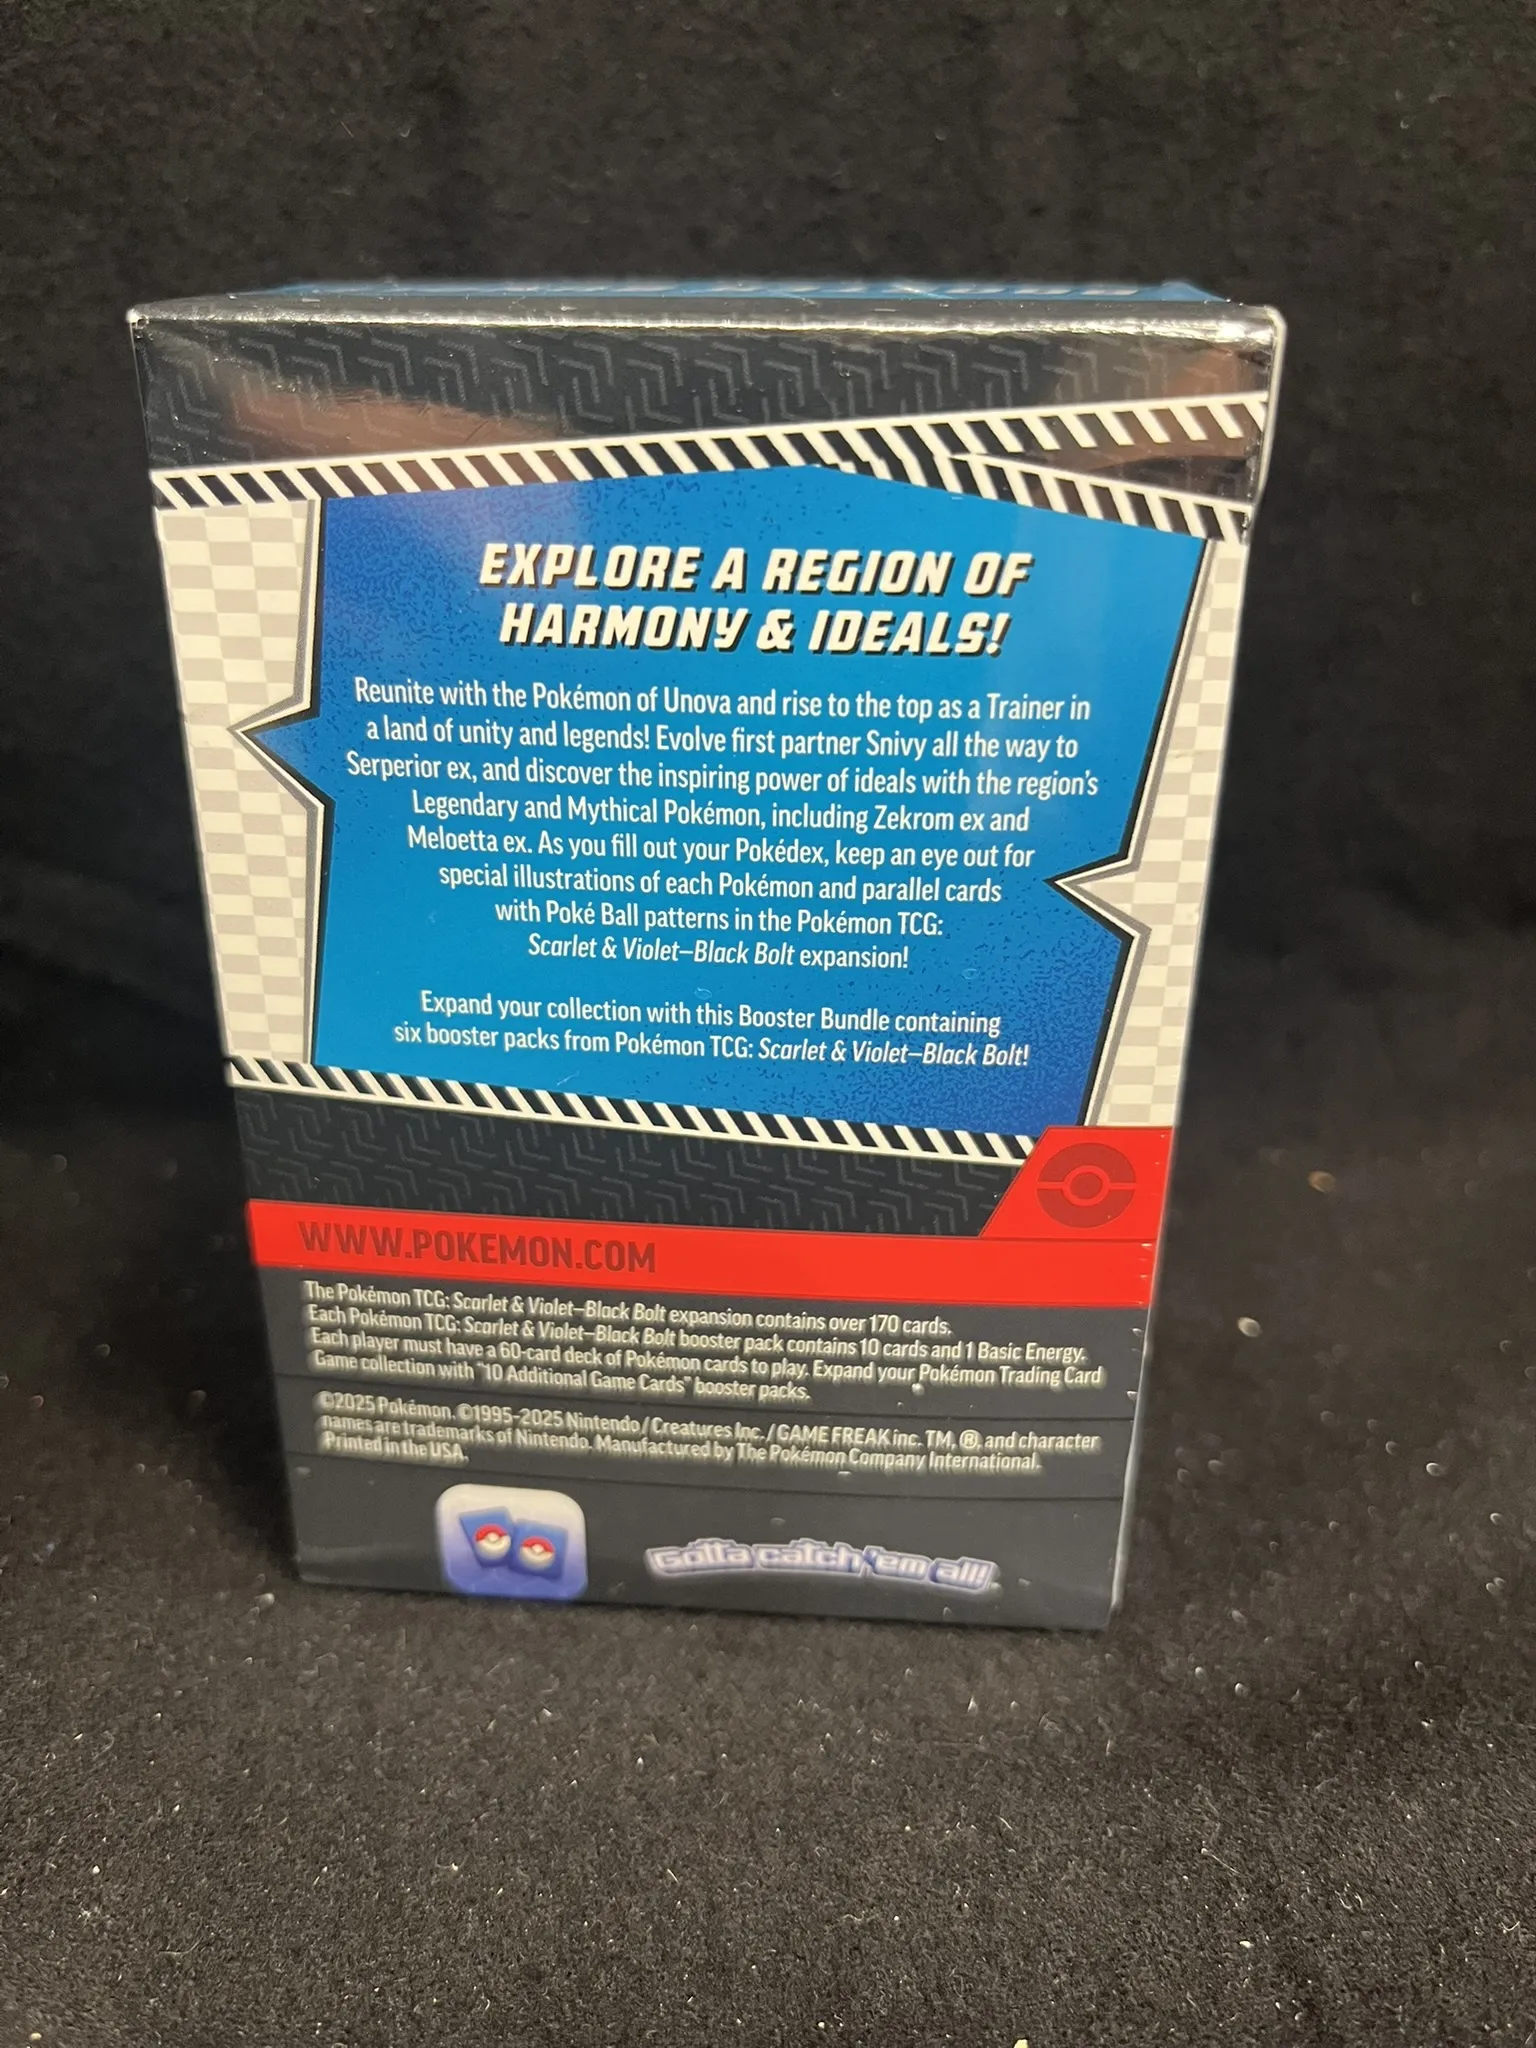 EXPLORE A REGION OF
HARMONY & IDEALS!
Reunite with the Pokémon of Unova and rise to the top as a Trainer in
a land of unity and legends! Evolve first partner Snivy all the way to
Serperior ex, and discover the inspiring power of ideals with the region's
Legendary and Mythical Pokémon, including Zekrom ex and
Meloetta ex. As you fill out your Pokédex, keep an eye out for
special illustrations of each Pokémon and parallel cards
with Poké Ball patterns in the Pokémon TCG:
Scarlet & Violet—Black Bolt expansion!
Expand your collection with this Booster Bundle containing
six booster packs from Pokémon TCG: Scarlet & Violet—Black Bolt!
WWW.POKEMON.COM
The Pokémon TCG: Scarlet & Violet—Black Bolt expansion contains over 170 cards.
Each Pokémon TCG: Scarlet & Violet—Black Bolt booster pack contains 10 cards and 1 Basic Energy.
Each player must have a 60-card deck of Pokémon cards to play. Expand your Pokémon Trading Card
Game collection with "10 Additional Game Cards" booster packs.
©2025 Pokémon. ©1995–2025 Nintendo / Creatures Inc. / GAME FREAK inc. TM, ®, and character
names are trademarks of Nintendo. Manufactured by The Pokémon Company International.
Printed in the USA.
Gotta catch 'em all!